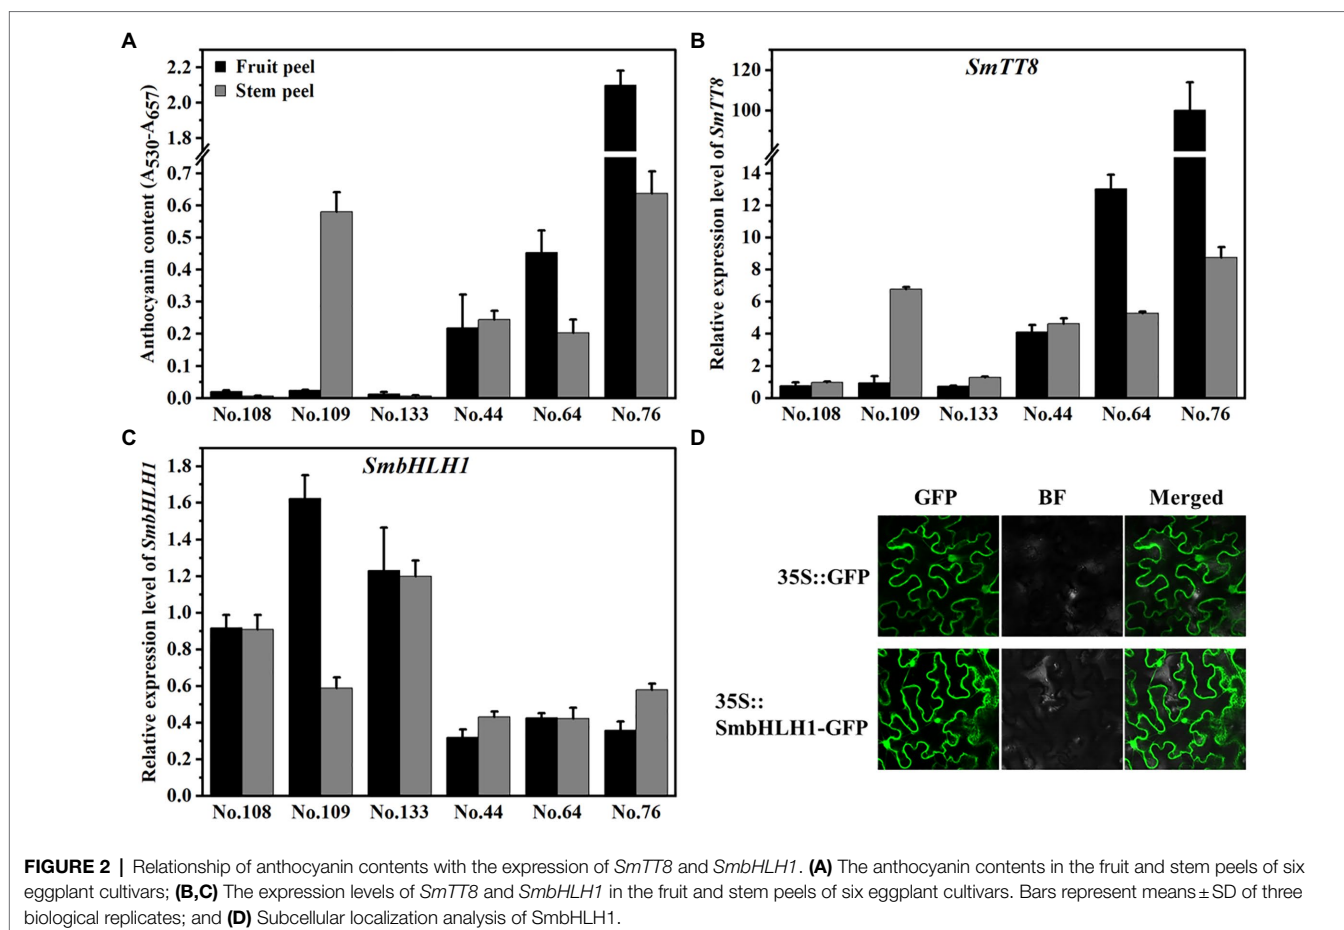 A
Anthocyanin content (A530-A657)
2.2
2.1
2.0
1.9
1.8
0.7
0.6
0.5
0.4
0.3
0.2
0.1
0.0
Fruit peel
Stem peel
No.108 No.109 No.133 No.44 No.64 No.76
B
SmTT8
Relative expression level of SmTT8
120
100
14
12
10
8
6
4
2
0
No.108 No.109 No.133 No.44 No.64 No.76
C
SmbHLH1
Relative expression level of SmbHLH1
1.8
1.6
1.4
1.2
1.0
0.8
0.6
0.4
0.2
0.0
No.108 No.109 No.133 No.44 No.64 No.76
D
GFP BF Merged
35S::GFP
35S::
SmbHLH1-GFP
FIGURE 2 | Relationship of anthocyanin contents with the expression of SmTT8 and SmbHLH1. (A) The anthocyanin contents in the fruit and stem peels of six
eggplant cultivars; (B,C) The expression levels of SmTT8 and SmbHLH1 in the fruit and stem peels of six eggplant cultivars. Bars represent means ± SD of three
biological replicates; and (D) Subcellular localization analysis of SmbHLH1.